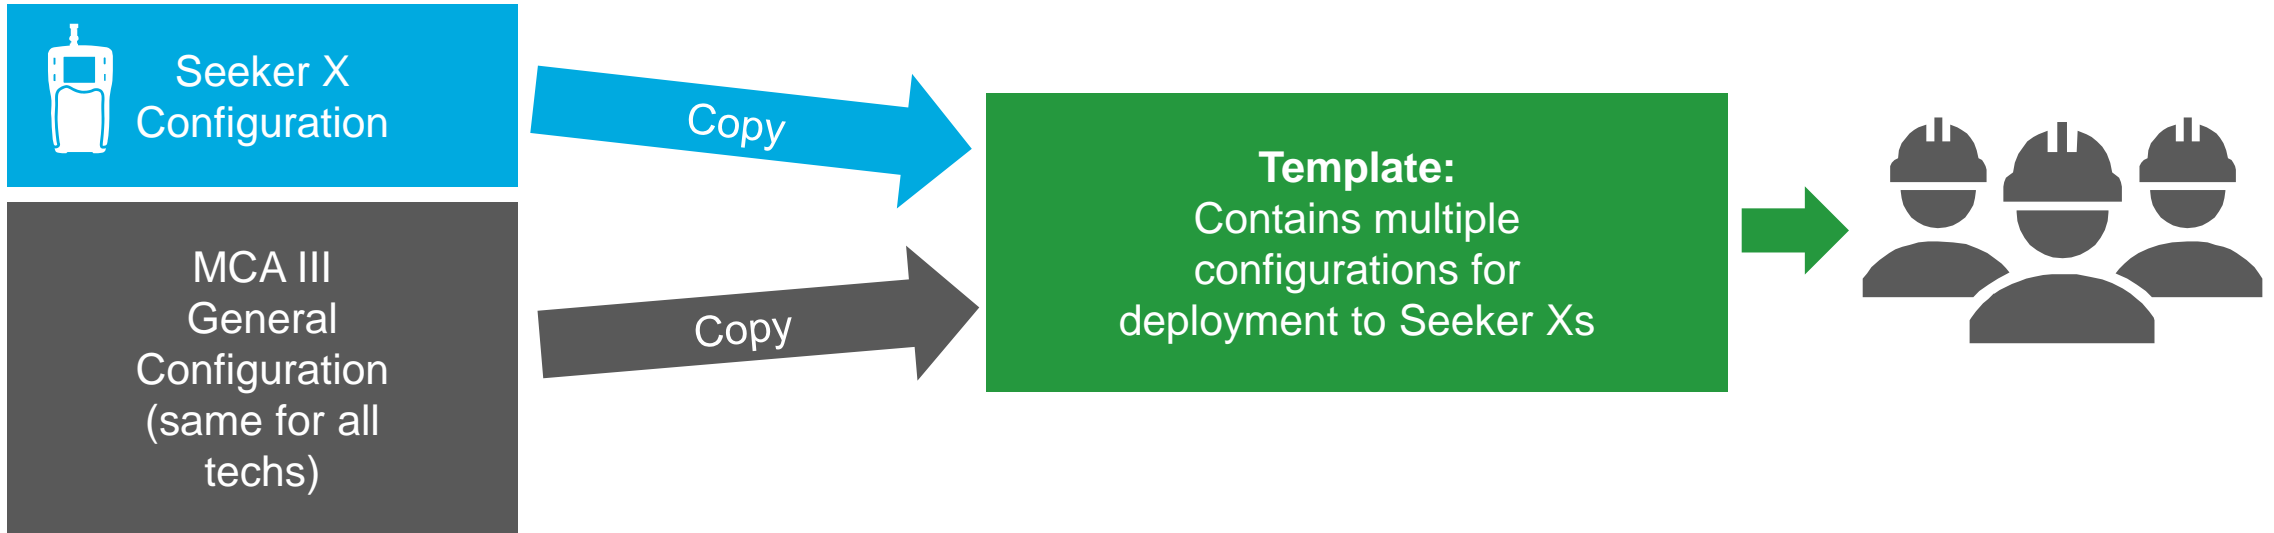 Seeker X
Configuration
Copy
MCA III
General
Configuration
(same for all
techs)
Copy
Template:
Contains multiple
configurations for
deployment to Seeker Xs